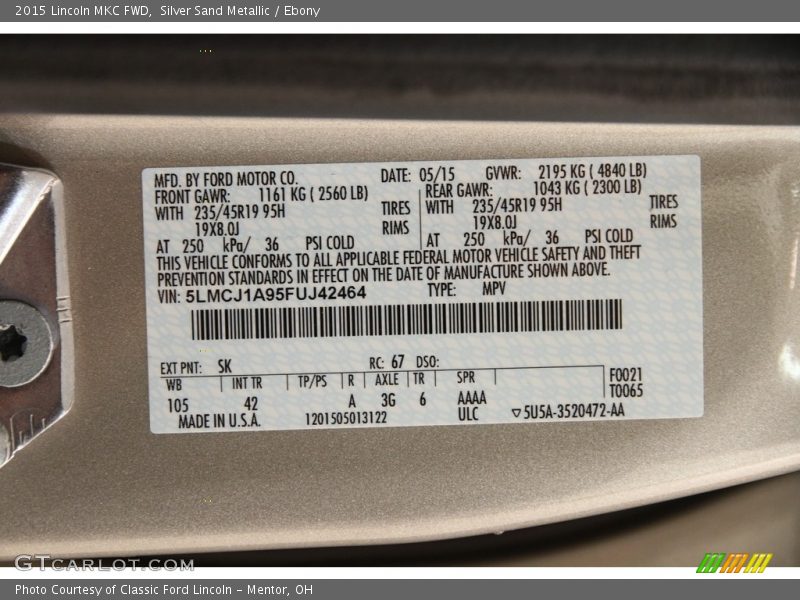 2015 Lincoln MKC FWD, Silver Sand Metallic / Ebony
MFD. BY FORD MOTOR CO. DATE: 05/15 GVWR: 2195 KG ( 4840 LB)
FRONT GAWR: 1161 KG ( 2560 LB) REAR GAWR: 1043 KG ( 2300 LB)
WITH 235/45R19 95H TIRES WITH 235/45R19 95H TIRES
19X8.0J RIMS 19X8.0J RIMS
AT 250 kPa/ 36 PSI COLD AT 250 kPa/ 36 PSI COLD
THIS VEHICLE CONFORMS TO ALL APPLICABLE FEDERAL MOTOR VEHICLE SAFETY AND THEFT
PREVENTION STANDARDS IN EFFECT ON THE DATE OF MANUFACTURE SHOWN ABOVE.
VIN: 5LMCJ1A95FUJ42464 TYPE: MPV
EXT PNT: SK RC: 67 DSO:
WB INT TR TP/PS R AXLE TR SPR F0021
T0065
105 42 A 3G 6 AAAA
MADE IN U.S.A. 1201505013122 ULC ▽5U5A-3520472-AA
GTCARLOT.COM
Photo Courtesy of Classic Ford Lincoln – Mentor, OH